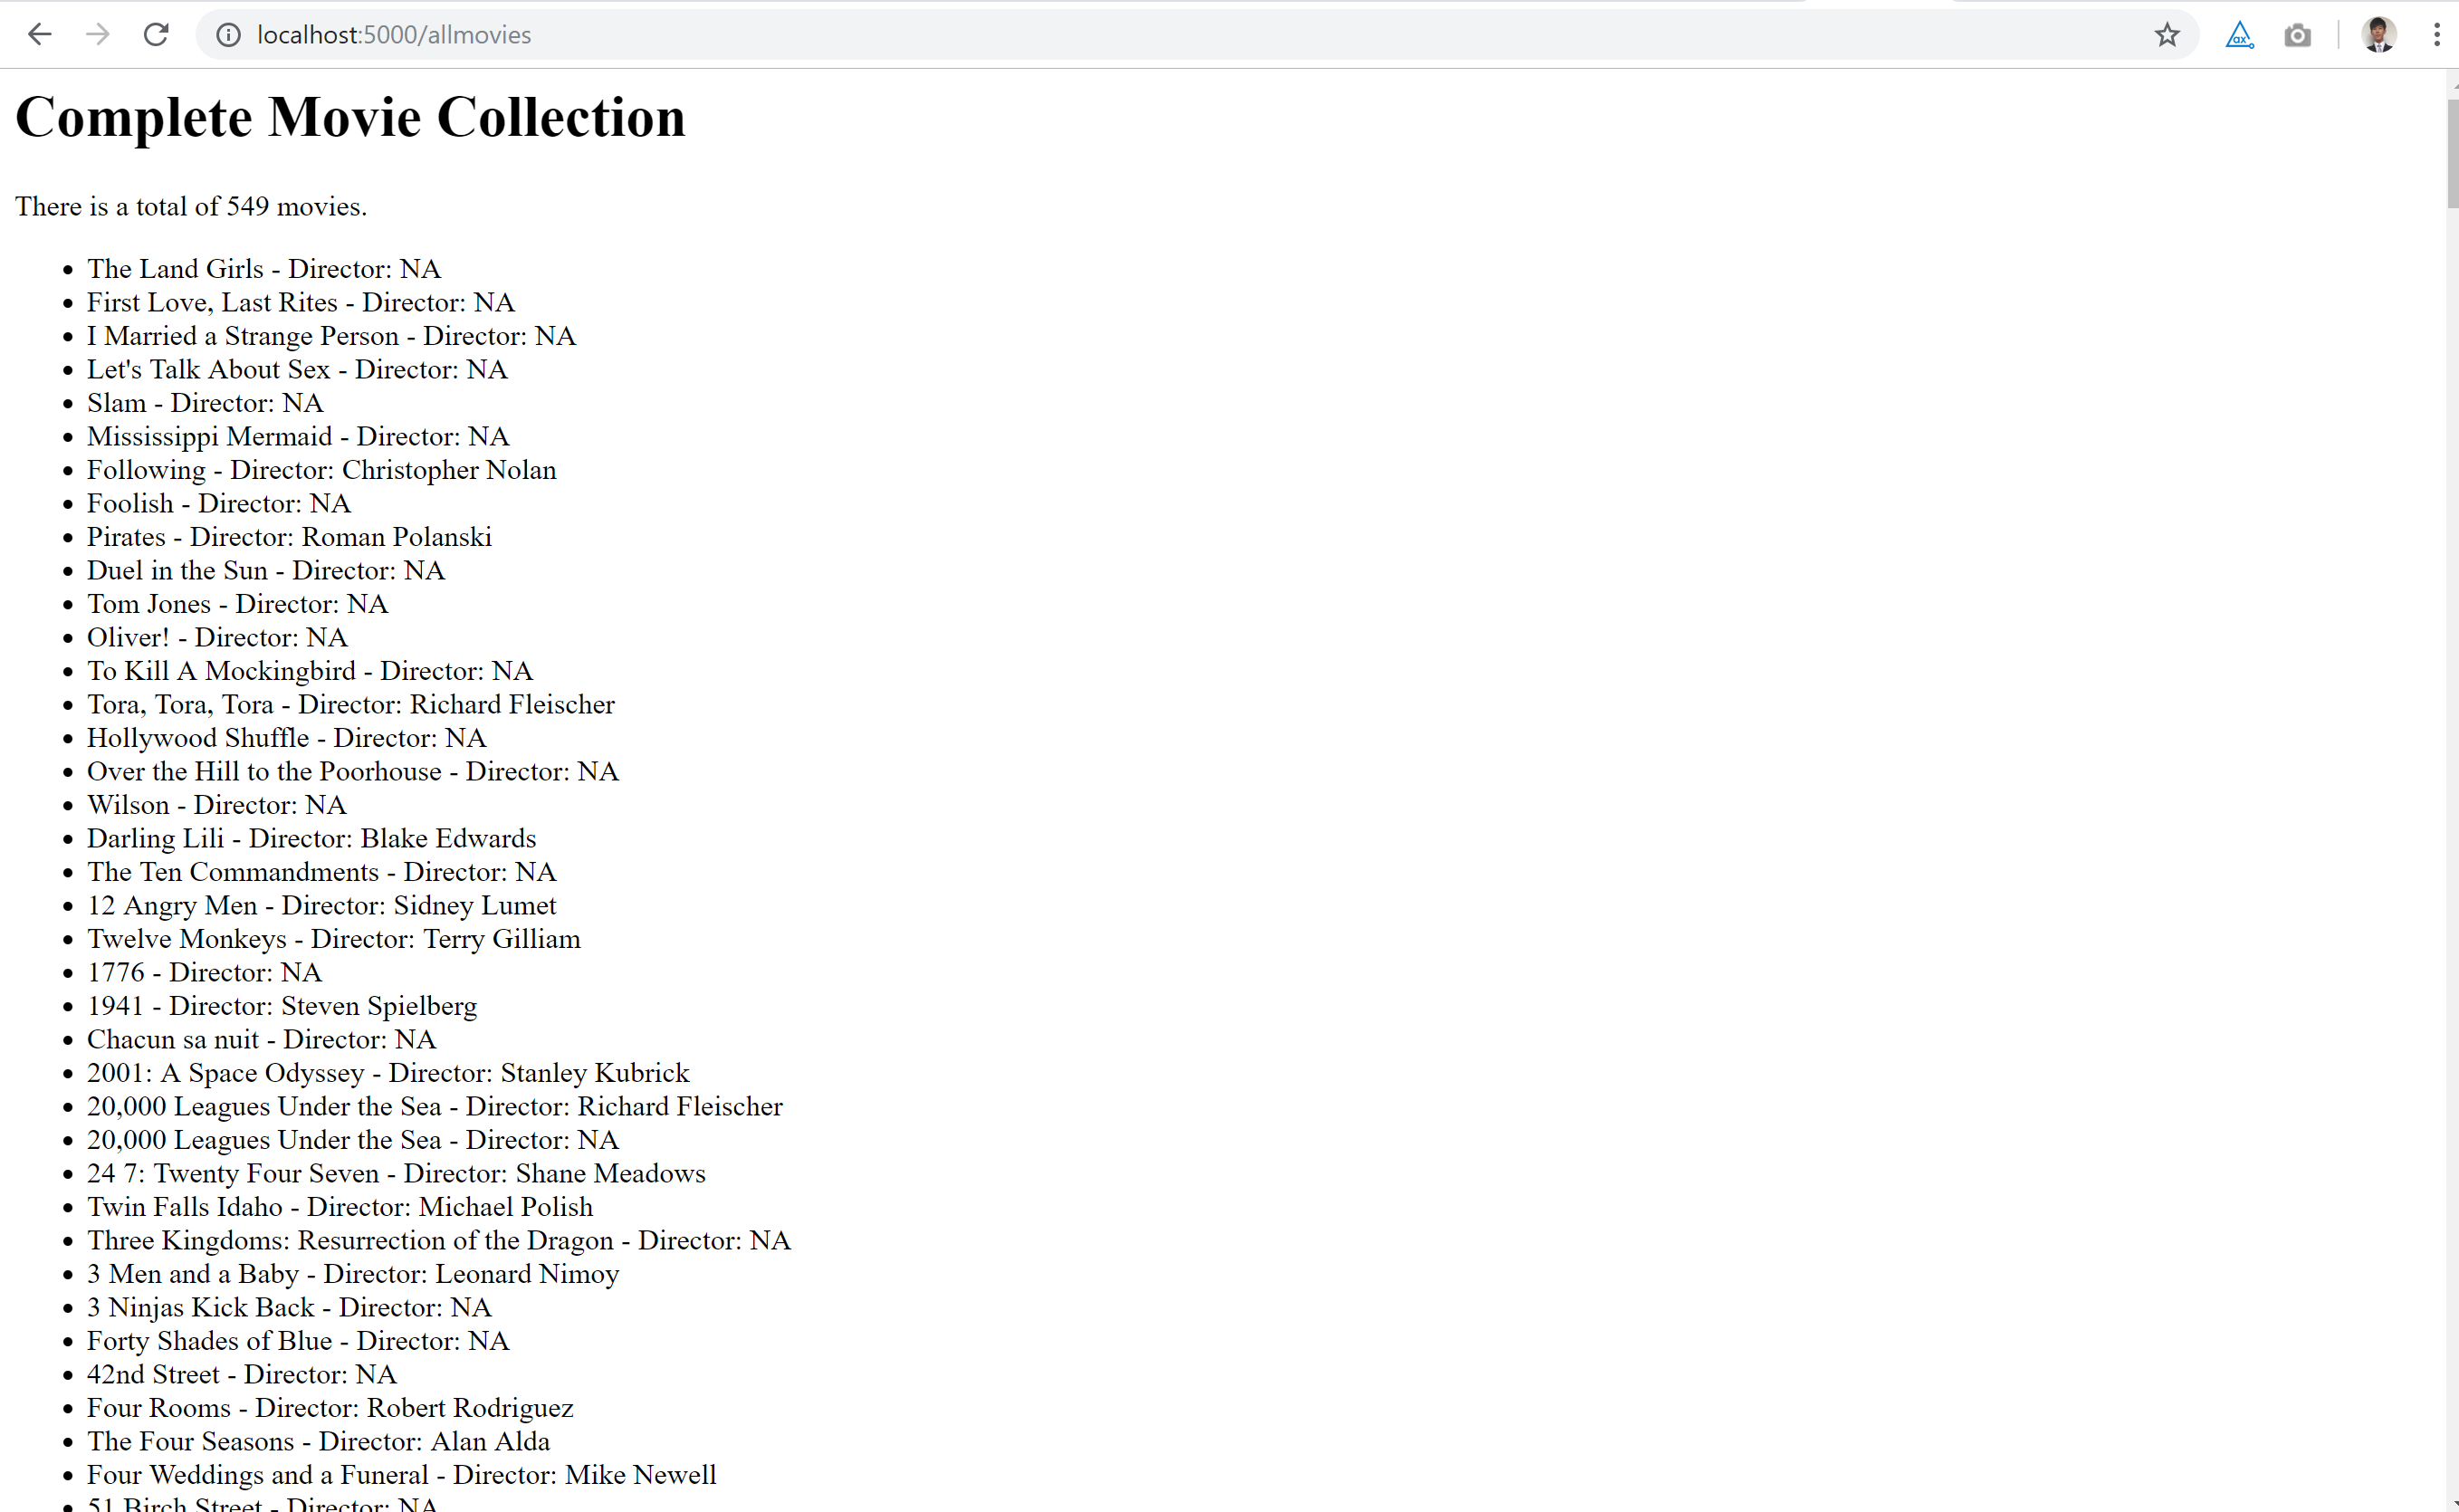 localhost:5000/allmovies
Complete Movie Collection
There is a total of 549 movies.
• The Land Girls - Director: NA
• First Love, Last Rites - Director: NA
• I Married a Strange Person - Director: NA
• Let's Talk About Sex - Director: NA
• Slam - Director: NA
• Mississippi Mermaid - Director: NA
• Following - Director: Christopher Nolan
• Foolish - Director: NA
• Pirates - Director: Roman Polanski
• Duel in the Sun - Director: NA
• Tom Jones - Director: NA
• Oliver! - Director: NA
• To Kill A Mockingbird - Director: NA
• Tora, Tora, Tora - Director: Richard Fleischer
• Hollywood Shuffle - Director: NA
• Over the Hill to the Poorhouse - Director: NA
• Wilson - Director: NA
• Darling Lili - Director: Blake Edwards
• The Ten Commandments - Director: NA
• 12 Angry Men - Director: Sidney Lumet
• Twelve Monkeys - Director: Terry Gilliam
• 1776 - Director: NA
• 1941 - Director: Steven Spielberg
• Chacun sa nuit - Director: NA
• 2001: A Space Odyssey - Director: Stanley Kubrick
• 20,000 Leagues Under the Sea - Director: Richard Fleischer
• 20,000 Leagues Under the Sea - Director: NA
• 24 7: Twenty Four Seven - Director: Shane Meadows
• Twin Falls Idaho - Director: Michael Polish
• Three Kingdoms: Resurrection of the Dragon - Director: NA
• 3 Men and a Baby - Director: Leonard Nimoy
• 3 Ninjas Kick Back - Director: NA
• Forty Shades of Blue - Director: NA
• 42nd Street - Director: NA
• Four Rooms - Director: Robert Rodriguez
• The Four Seasons - Director: Alan Alda
• Four Weddings and a Funeral - Director: Mike Newell
• 51 Birch Street - Director: NA